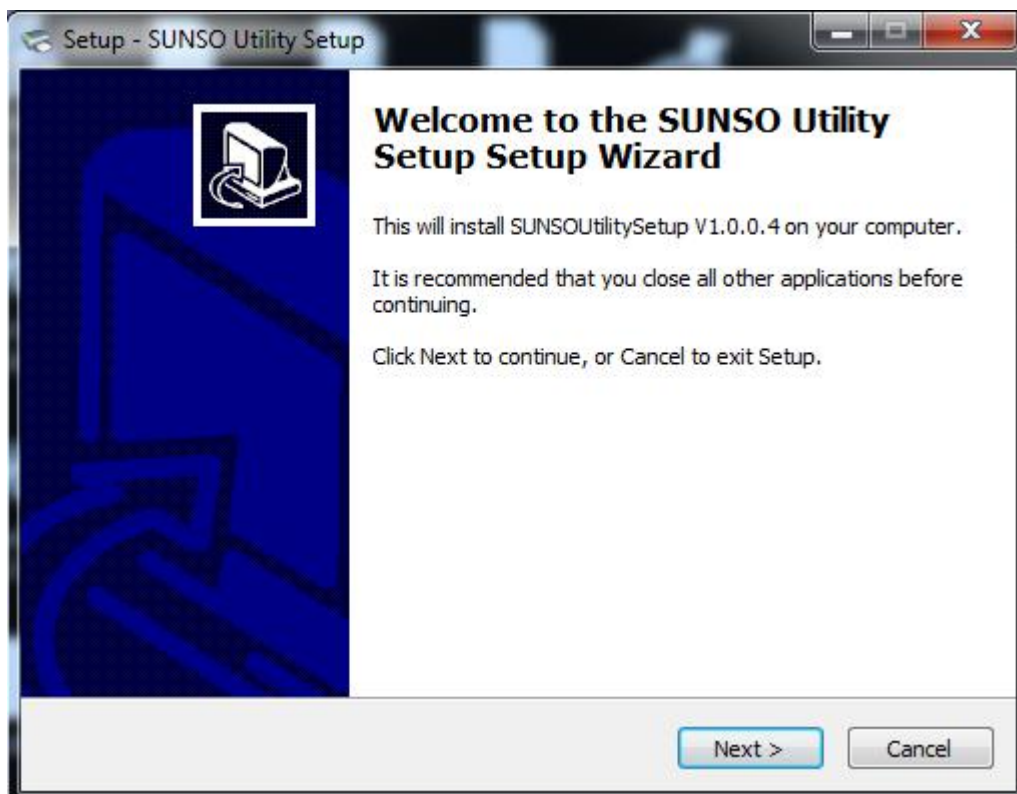 Setup - SUNSO Utility Setup
Welcome to the SUNSO Utility
Setup Setup Wizard
This will install SUNSOUtilitySetup V1.0.0.4 on your computer.
It is recommended that you close all other applications before
continuing.
Click Next to continue, or Cancel to exit Setup.
Next >
Cancel